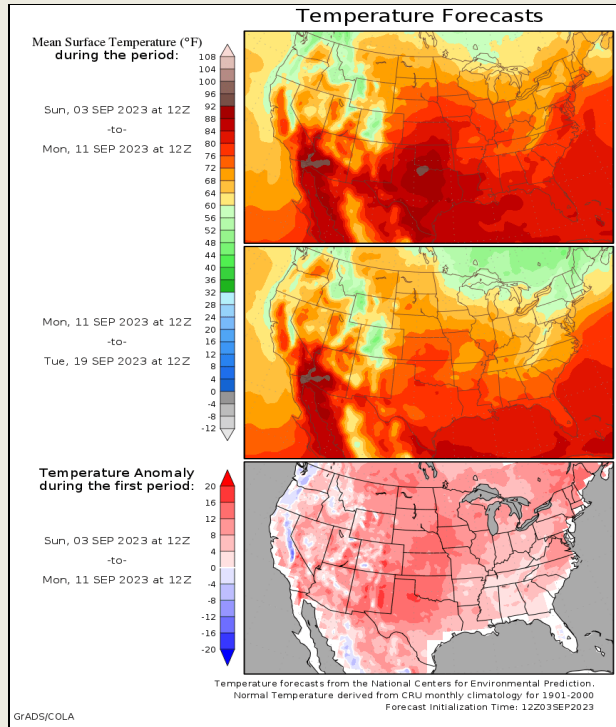 Temperature Forecasts
Mean Surface Temperature (°F)
during the period:
Sun, 03 SEP 2023 at 12Z
-to-
Mon, 11 SEP 2023 at 12Z
108
104
100
96
92
88
84
80
76
72
68
64
60
56
52
48
44
40
36
32
28
24
20
16
12
8
4
0
-4
-8
-12
Mon, 11 SEP 2023 at 12Z
-to-
Tue, 19 SEP 2023 at 12Z
Temperature Anomaly
during the first period:
Sun, 03 SEP 2023 at 12Z
-to-
Mon, 11 SEP 2023 at 12Z
20
16
12
8
4
0
-4
-8
-12
-16
-20
Temperature forecasts from the National Centers for Environmental Prediction.
Normal Temperature derived from CRU monthly climatology for 1901-2000
Forecast Initialization Time: 12Z03SEP2023
GrADS/COLA